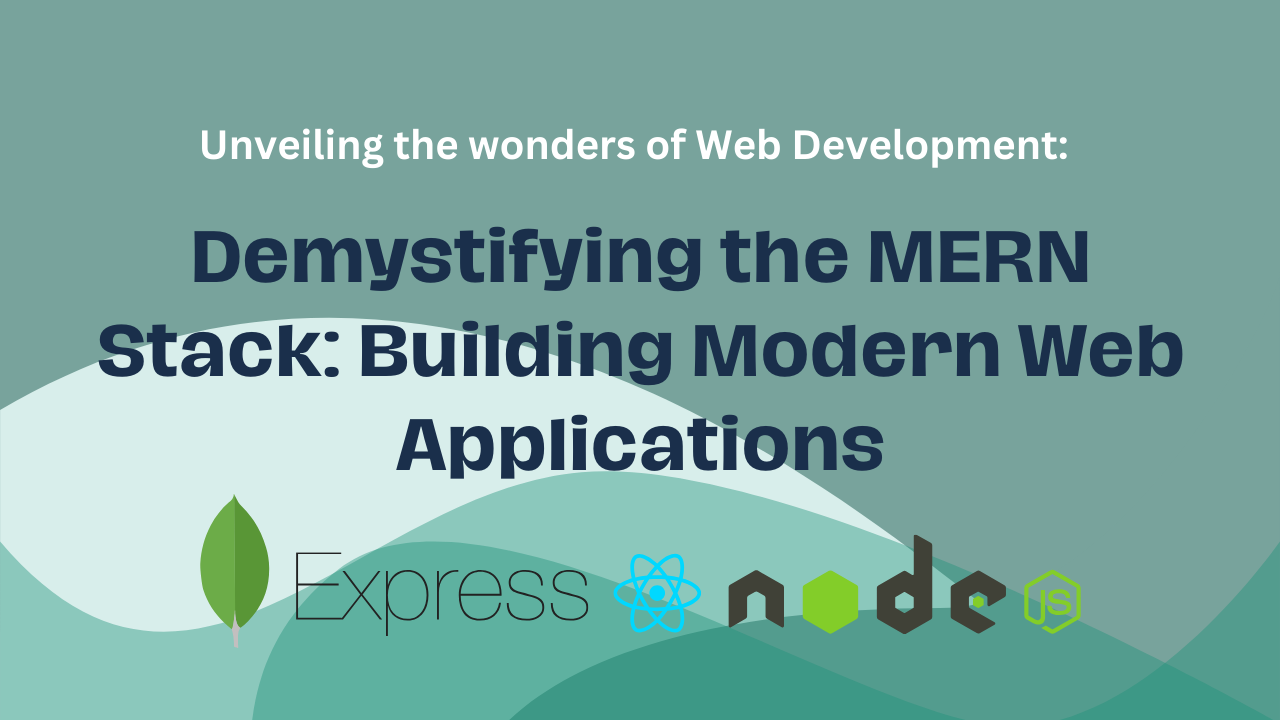 Unveiling the wonders of Web Development:
Demystifying the MERN
Stack: Building Modern Web
Applications
Express node JS